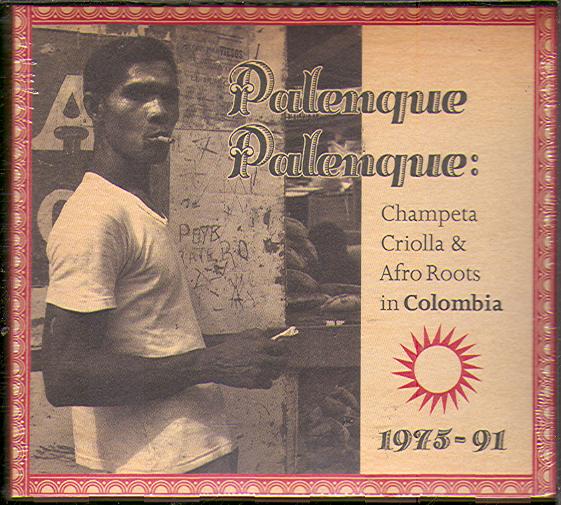 Palenque
Palenque:
Champeta
Criolla &
Afro Roots
in Colombia
1975-91